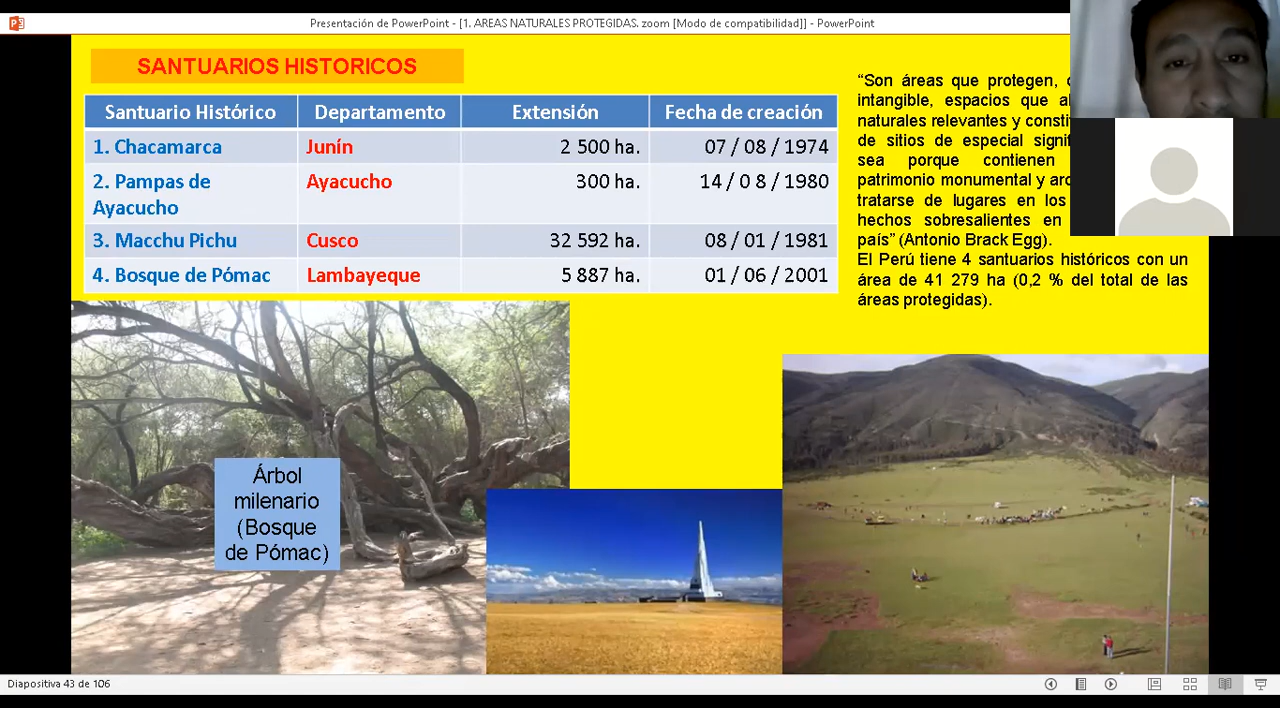 Presentación de PowerPoint - [1. AREAS NATURALES PROTEGIDAS. zoom [Modo de compatibilidad]] - PowerPoint
SANTUARIOS HISTORICOS
Santuario Histórico Departamento Extensión Fecha de creación
1. Chacamarca Junín 2 500 ha. 07 / 08 / 1974
2. Pampas de Ayacucho 300 ha. 14 / 0 8 / 1980
Ayacucho
3. Macchu Pichu Cusco 32 592 ha. 08 / 01 / 1981
4. Bosque de Pómac Lambayeque 5 887 ha. 01 / 06 / 2001
“Son áreas que protegen,
intangible, espacios que
naturales relevantes y
de sitios de especial
sea porque contienen
patrimonio monumental y
tratarse de lugares en los
hechos sobresalientes en
país” (Antonio Brack Egg).
El Perú tiene 4 santuarios históricos con un
área de 41 279 ha (0,2 % del total de las
áreas protegidas).
Árbol
milenario
(Bosque
de Pómac)
Diapositiva 43 de 106